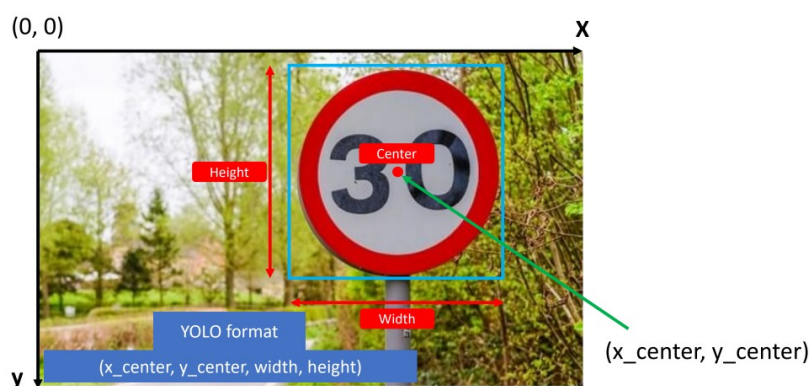 (0, 0)
X
30
Center
Height
Width
YOLO format
(x_center, y_center, width, height)
(x_center, y_center)
Y